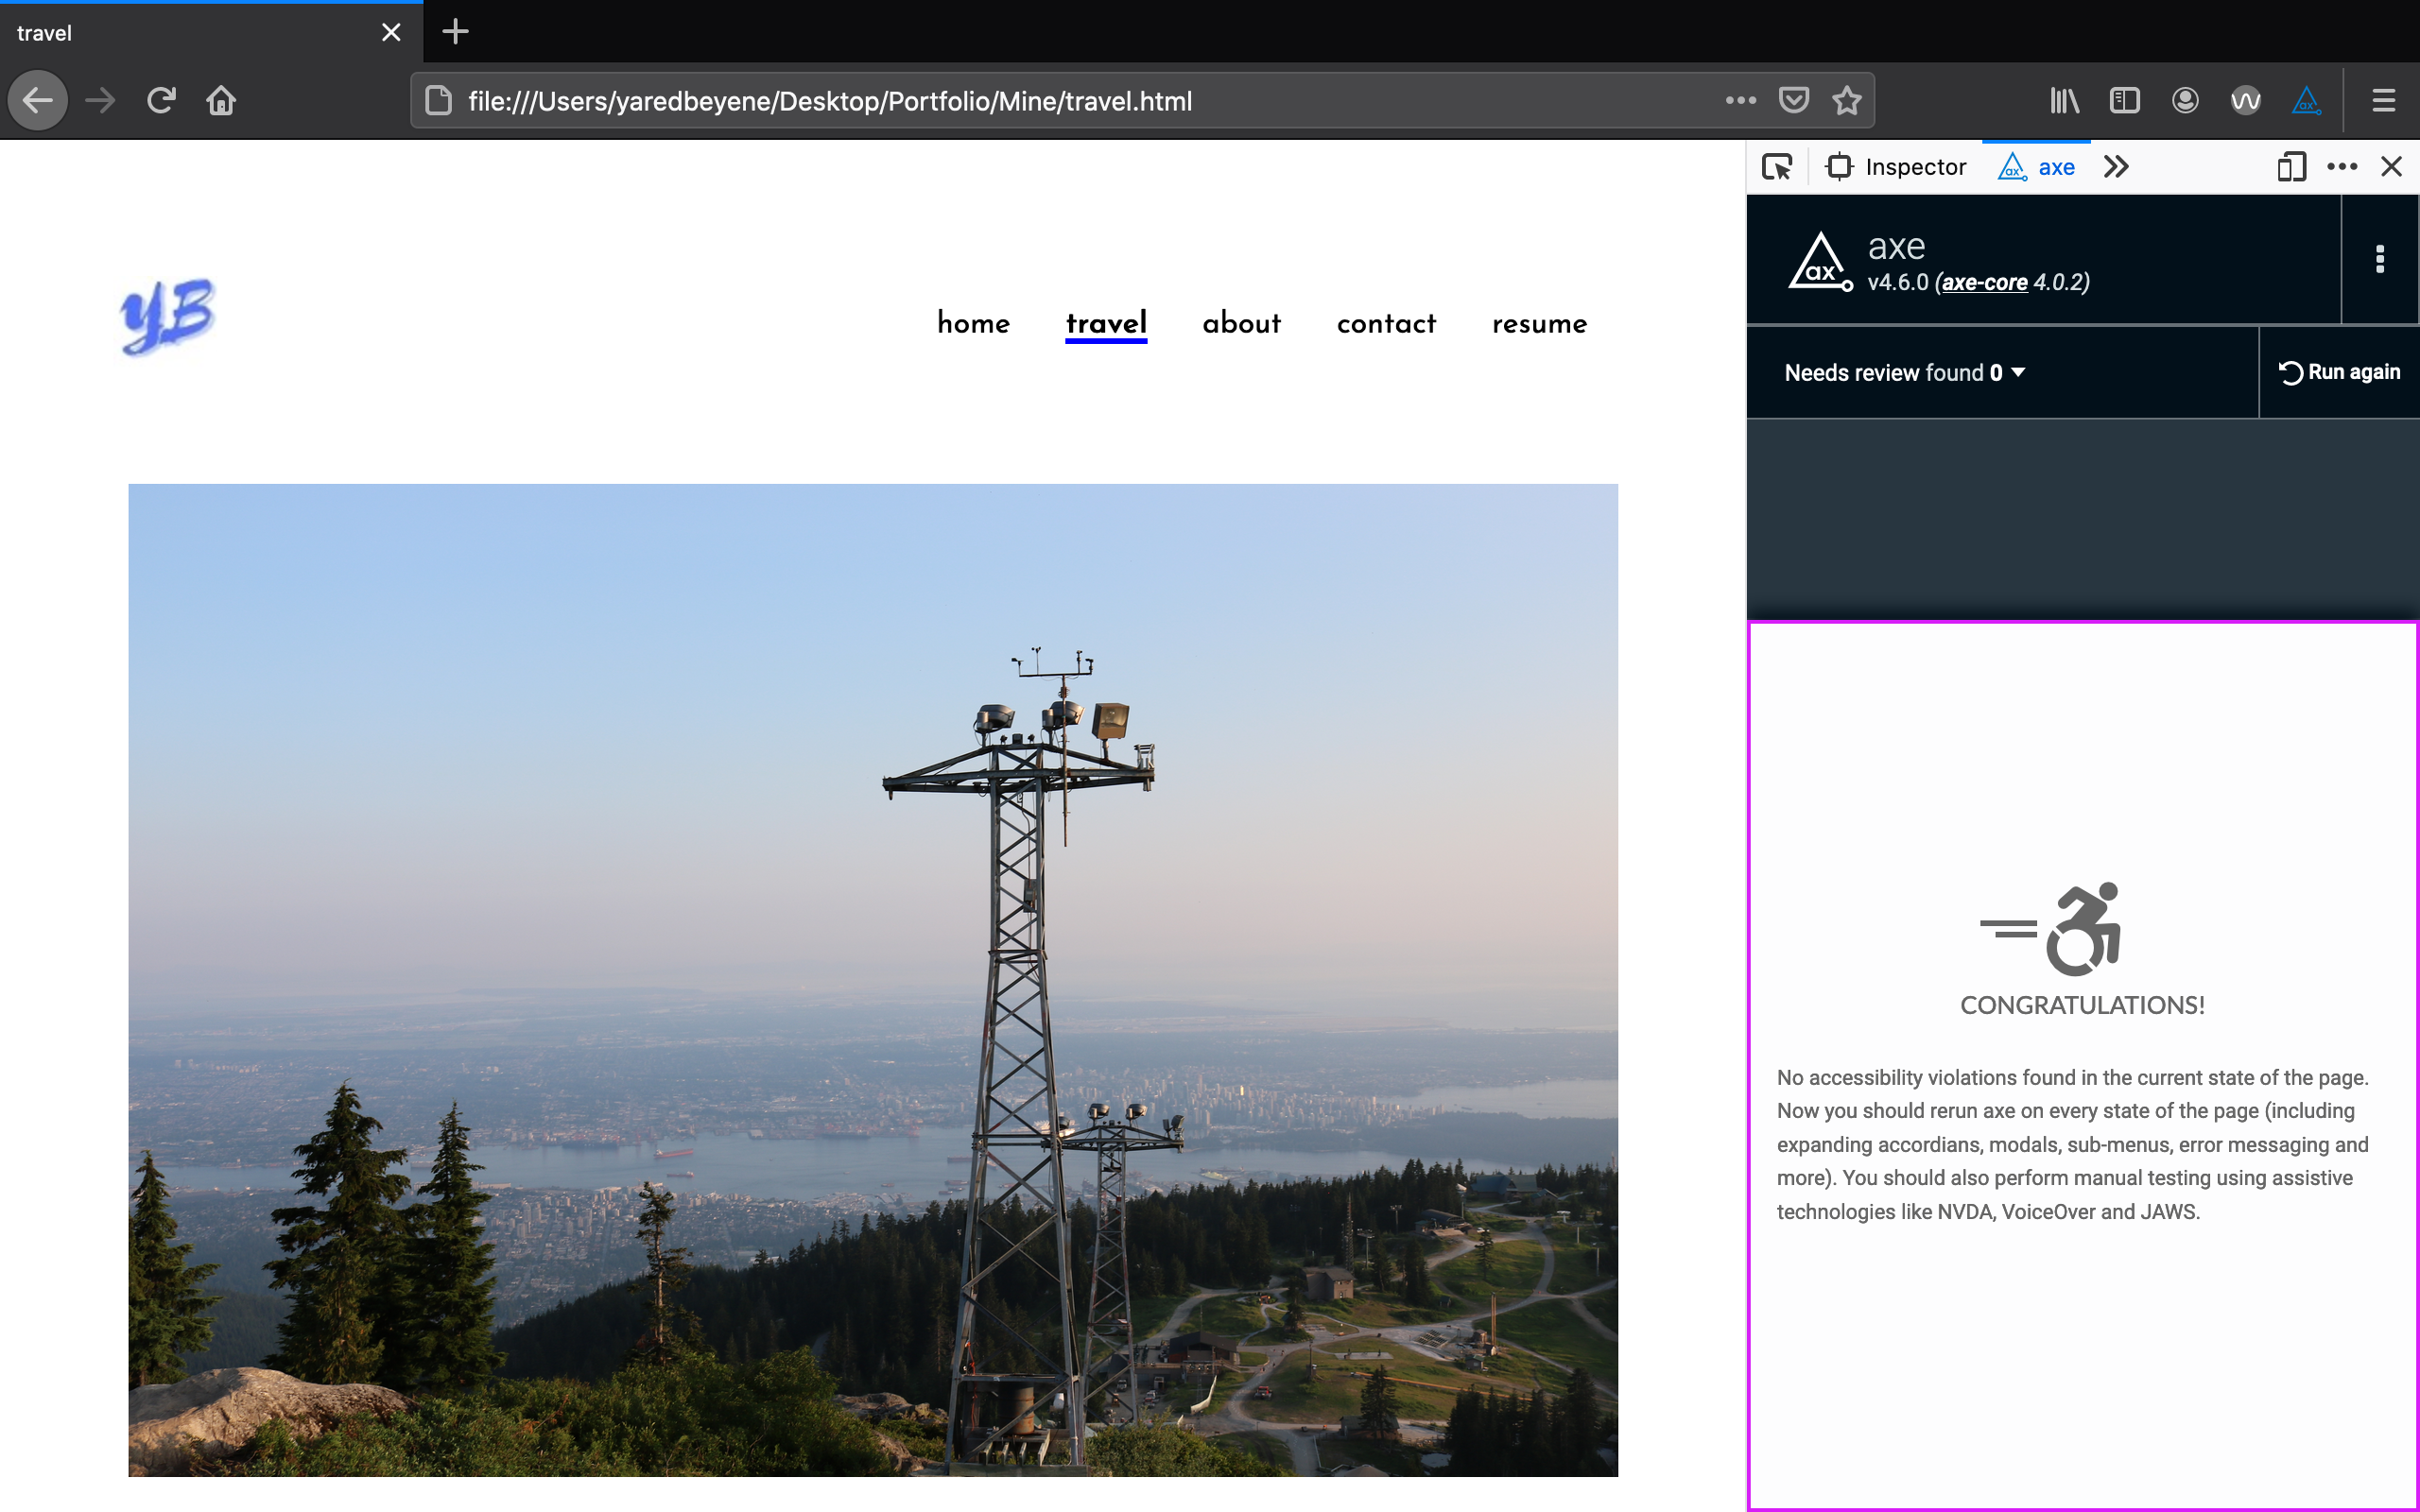 travel
file:///Users/yaredbeyene/Desktop/Portfolio/Mine/travel.html
Inspector
axe
YB
home travel about contact resume
ax
axe
v4.6.0 (axe-core 4.0.2)
Needs review found 0
Run again
CONGRATULATIONS!
No accessibility violations found in the current state of the page.
Now you should rerun axe on every state of the page (including
expanding accordians, modals, sub-menus, error messaging and
more). You should also perform manual testing using assistive
technologies like NVDA, VoiceOver and JAWS.